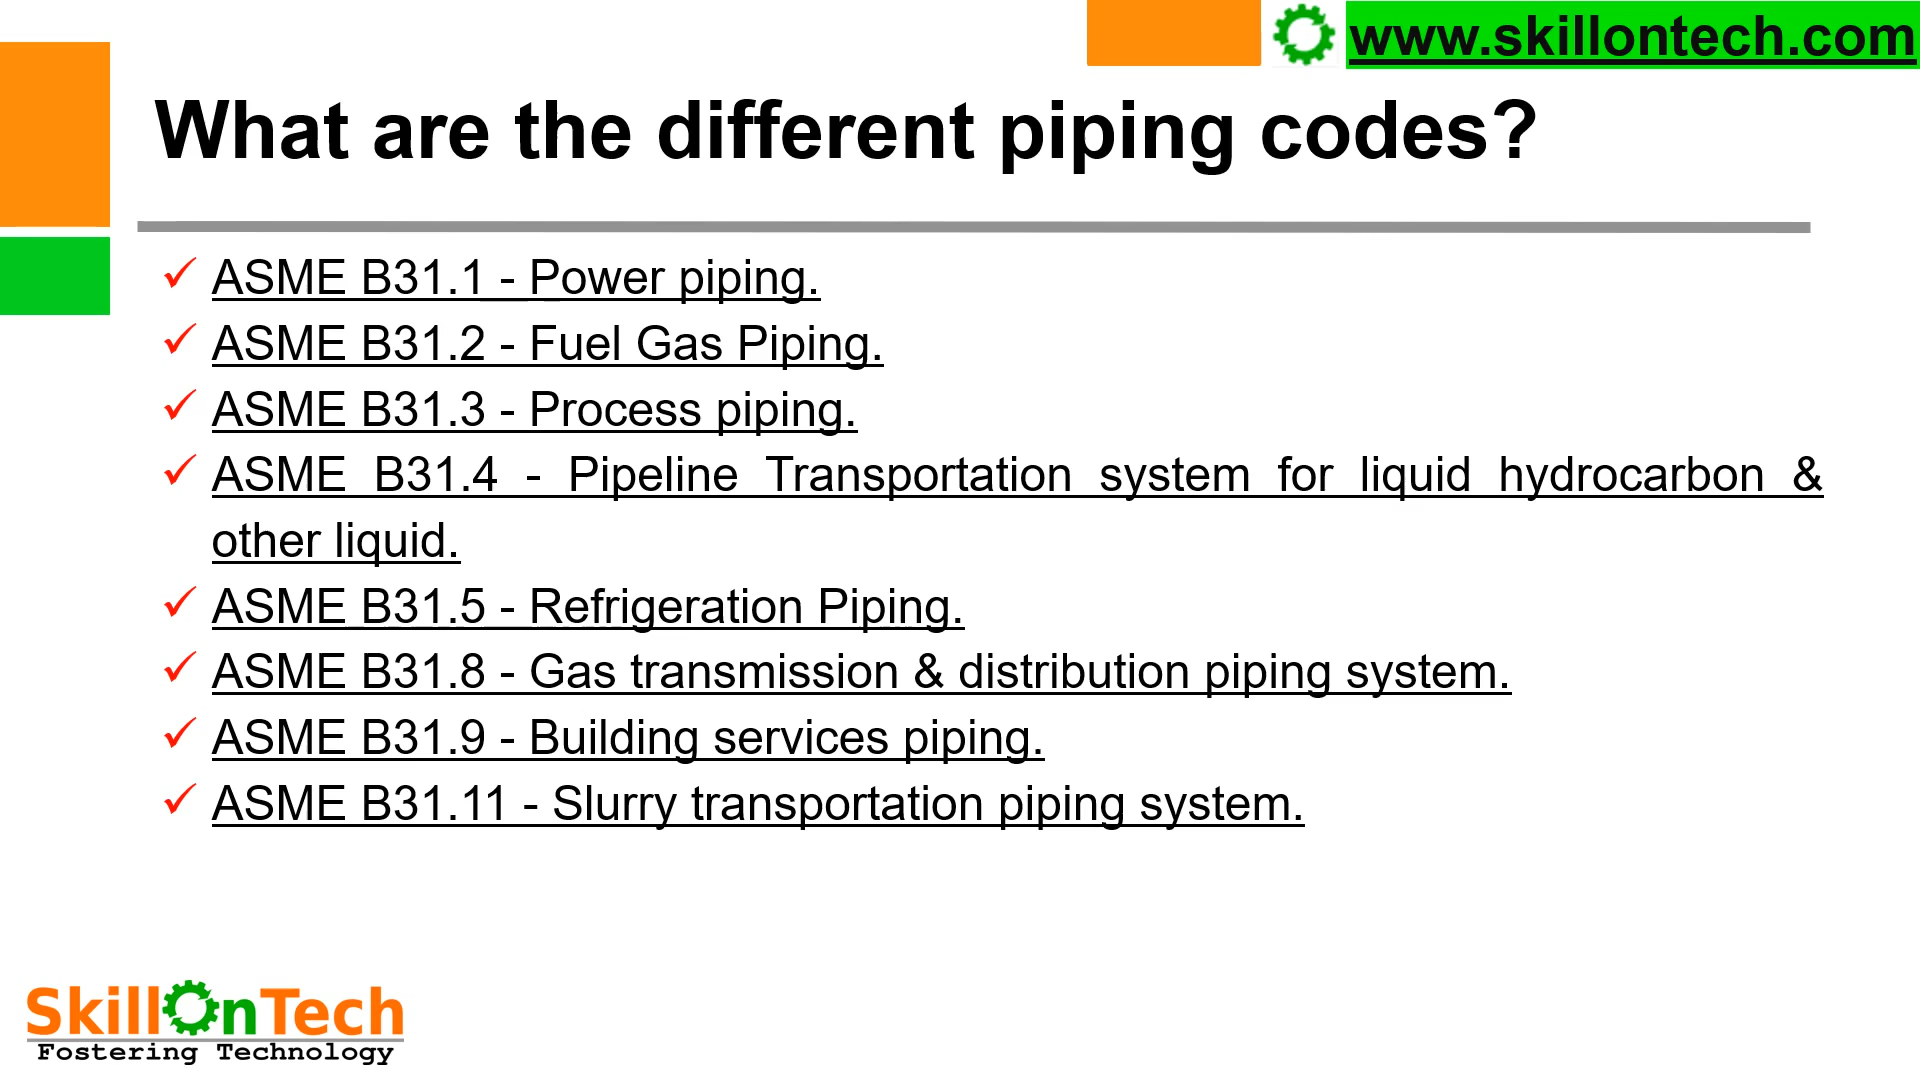 www.skillontech.com
What are the different piping codes?
ASME B31.1 - Power piping.
ASME B31.2 - Fuel Gas Piping.
ASME B31.3 - Process piping.
ASME B31.4 - Pipeline Transportation system for liquid hydrocarbon &
other liquid.
ASME B31.5 - Refrigeration Piping.
ASME B31.8 - Gas transmission & distribution piping system.
ASME B31.9 - Building services piping.
ASME B31.11 - Slurry transportation piping system.
SkillOnTech
Fostering Technology